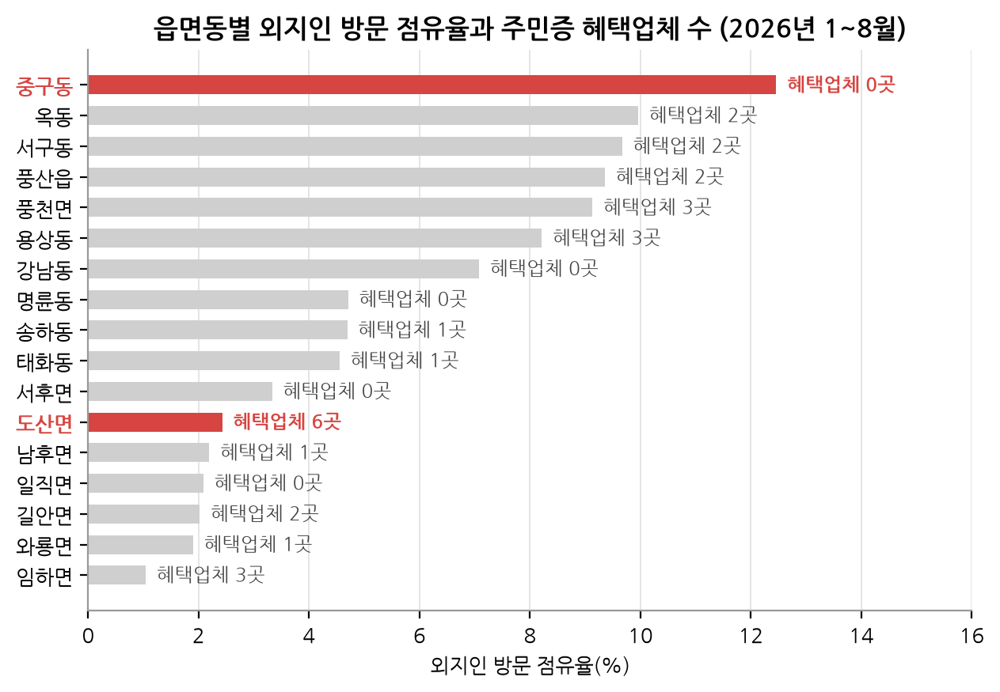 읍면동별 외지인 방문 점유율과 주민증 혜택업체 수 (2026년 1~8월)
중구동 혜택업체 0곳
옥동 혜택업체 2곳
서구동 혜택업체 2곳
풍산읍 혜택업체 2곳
풍천면 혜택업체 3곳
용상동 혜택업체 3곳
강남동 혜택업체 0곳
명륜동 혜택업체 0곳
송하동 혜택업체 1곳
태화동 혜택업체 1곳
서후면 혜택업체 0곳
도산면 혜택업체 6곳
남후면 혜택업체 1곳
일직면 혜택업체 0곳
길안면 혜택업체 2곳
와룡면 혜택업체 1곳
임하면 혜택업체 3곳
0 2 4 6 8 10 12 14 16
외지인 방문 점유율(%)